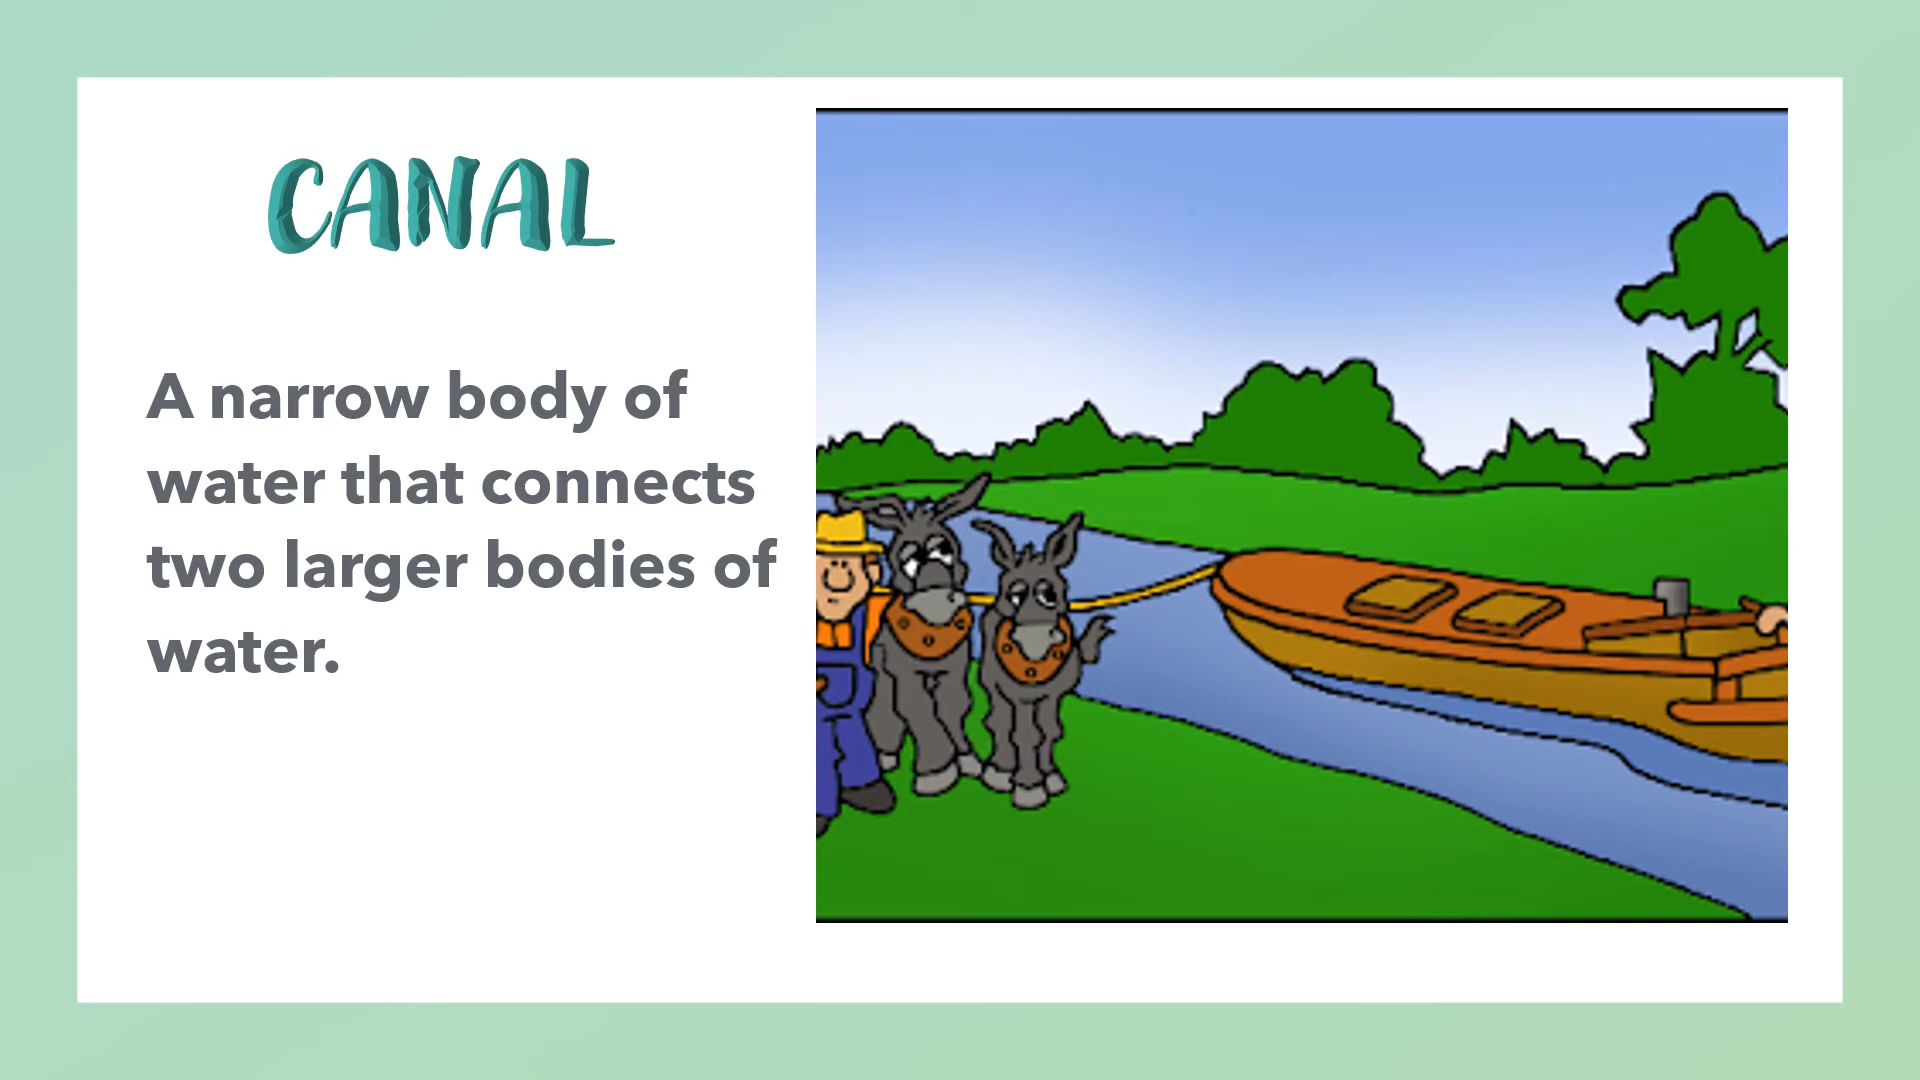 CANAL
A narrow body of
water that connects
two larger bodies of
water.